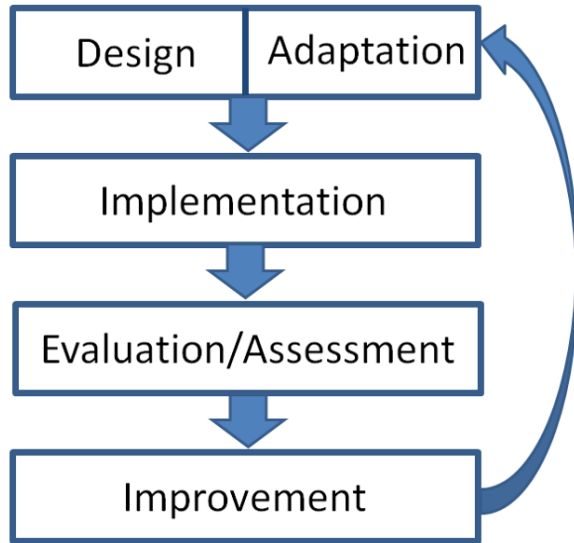 Design Adaptation
Implementation
Evaluation/Assessment
Improvement